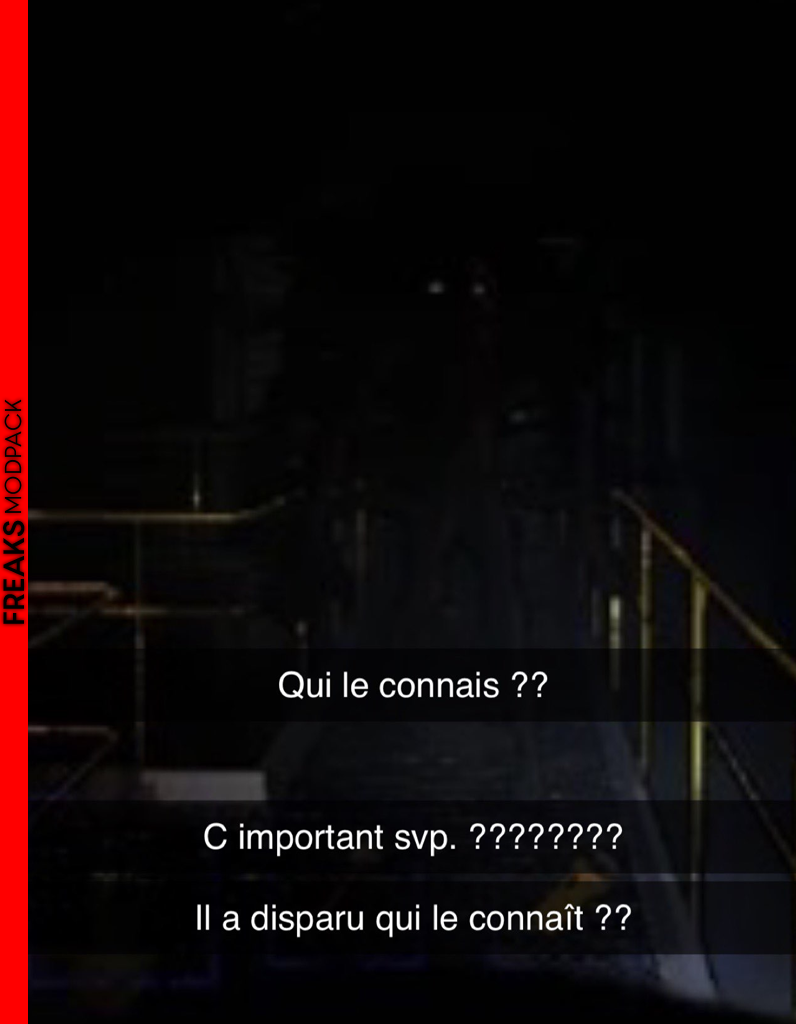 FREAKS MODPACK
Qui le connais ??
C important svp. ????????
Il a disparu qui le connaît ??